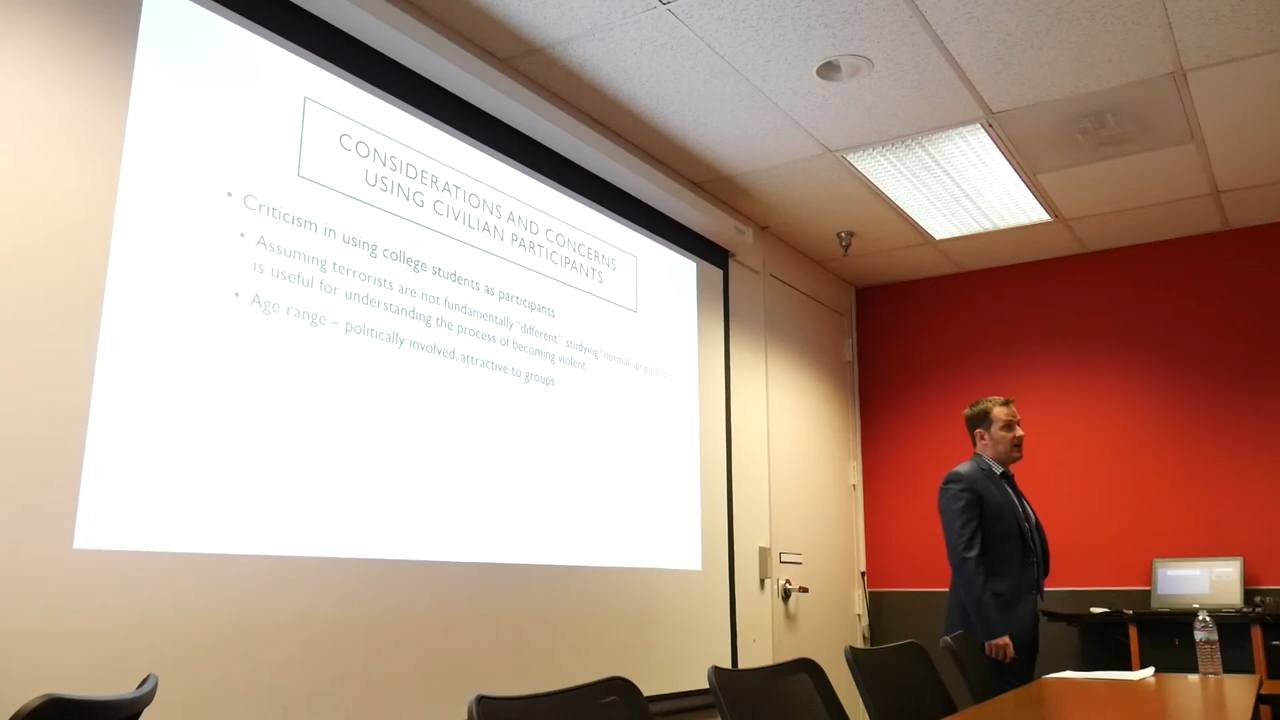 CONSIDERATIONS AND CONCERNS
USING CIVILIAN PARTICIPANTS
• Criticism in using college students as participants
• Assuming terrorists are not fundamentally "different," studying "normal" populations
is useful for understanding the process of becoming violent
• Age range – politically involved, attractive to groups